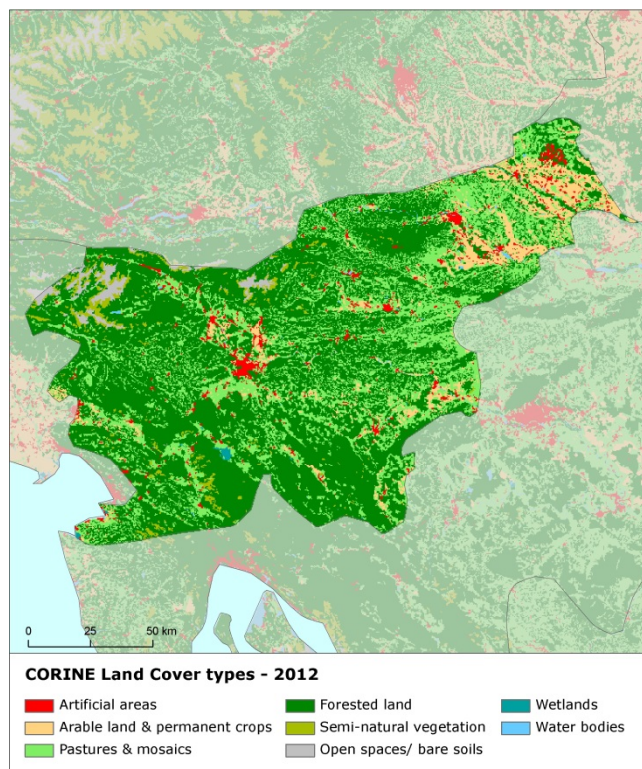 0 25 50 km
CORINE Land Cover types - 2012
Artificial areas
Arable land & permanent crops
Pastures & mosaics
Forested land
Semi-natural vegetation
Open spaces/ bare soils
Wetlands
Water bodies